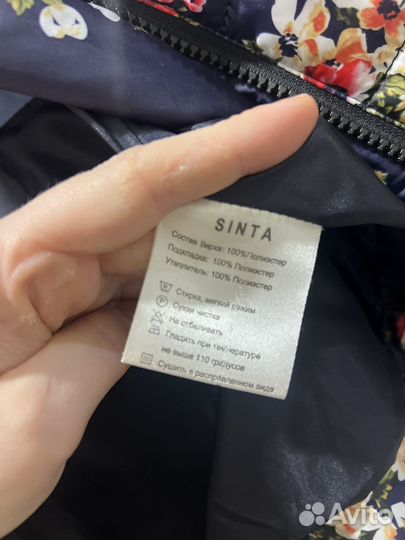 SINTA
Состав Верха: 100%Полиэстер
Подкладка: 100% Полиэстер
Утеплитель: 100% Полиэстер
Стирка, мягкий режим
Сухая чистка
Не отбеливать
Гладить при температуре
не выше 110 градусов
Сушить в расправленном виде
Avito